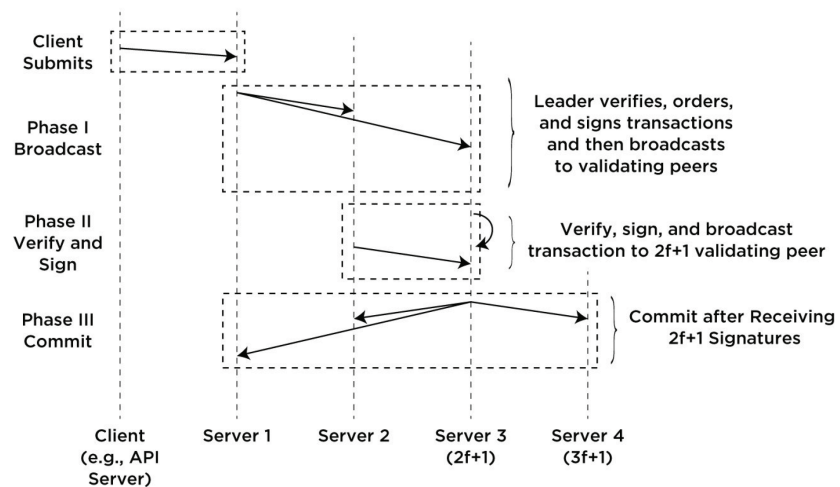 Client
Submits
Phase I
Broadcast
Leader verifies, orders,
and signs transactions
and then broadcasts
to validating peers
Phase II
Verify and
Sign
Verify, sign, and broadcast
transaction to 2f+1 validating peer
Phase III
Commit
Commit after Receiving
2f+1 Signatures
Client
(e.g., API
Server)
Server 1
Server 2
Server 3
(2f+1)
Server 4
(3f+1)